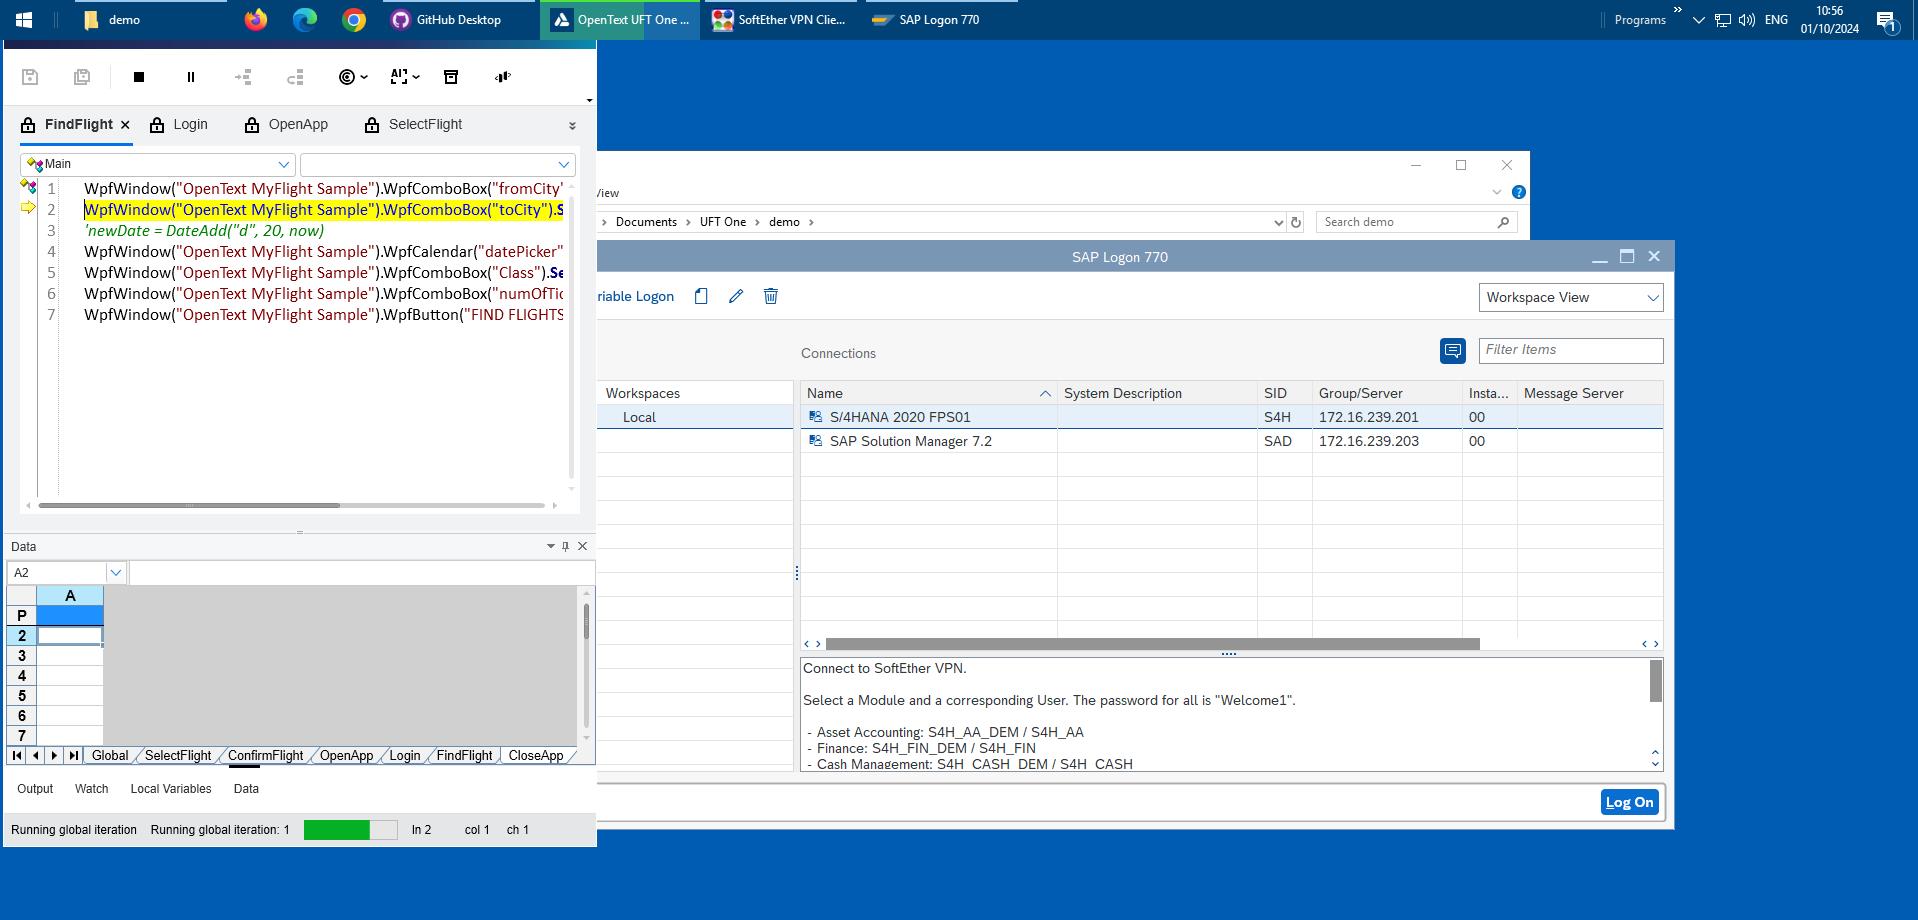 demo
GitHub Desktop
OpenText UFT One ...
SoftEther VPN Clie...
SAP Logon 770
Programs
»
ENG
10:56
01/10/2024
1
FindFlight
Login
OpenApp
SelectFlight
Main
1 WpfWindow("OpenText MyFlight Sample").WpfComboBox("fromCity"
2 WpfWindow("OpenText MyFlight Sample").WpfComboBox("toCity").S
3 'newDate = DateAdd("d", 20, now)
4 WpfWindow("OpenText MyFlight Sample").WpfCalendar("datePicker"
5 WpfWindow("OpenText MyFlight Sample").WpfComboBox("Class").Se
6 WpfWindow("OpenText MyFlight Sample").WpfComboBox("numOfTic
7 WpfWindow("OpenText MyFlight Sample").WpfButton("FIND FLIGHTS
Data
A2
A
P
2
3
4
5
6
7
Global SelectFlight ConfirmFlight OpenApp Login FindFlight CloseApp
Output Watch Local Variables Data
Running global iteration Running global iteration: 1 ln 2 col 1 ch 1
View
Documents > UFT One > demo >
Search demo
SAP Logon 770
riable Logon
Workspace View
Connections
Filter Items
Workspaces
Local
Name System Description SID Group/Server Insta... Message Server
S/4HANA 2020 FPS01 S4H 172.16.239.201 00
SAP Solution Manager 7.2 SAD 172.16.239.203 00
Connect to SoftEther VPN.
Select a Module and a corresponding User. The password for all is "Welcome1".
- Asset Accounting: S4H_AA_DEM / S4H_AA
- Finance: S4H_FIN_DEM / S4H_FIN
- Cash Management: S4H_CASH_DEM / S4H_CASH
Log On